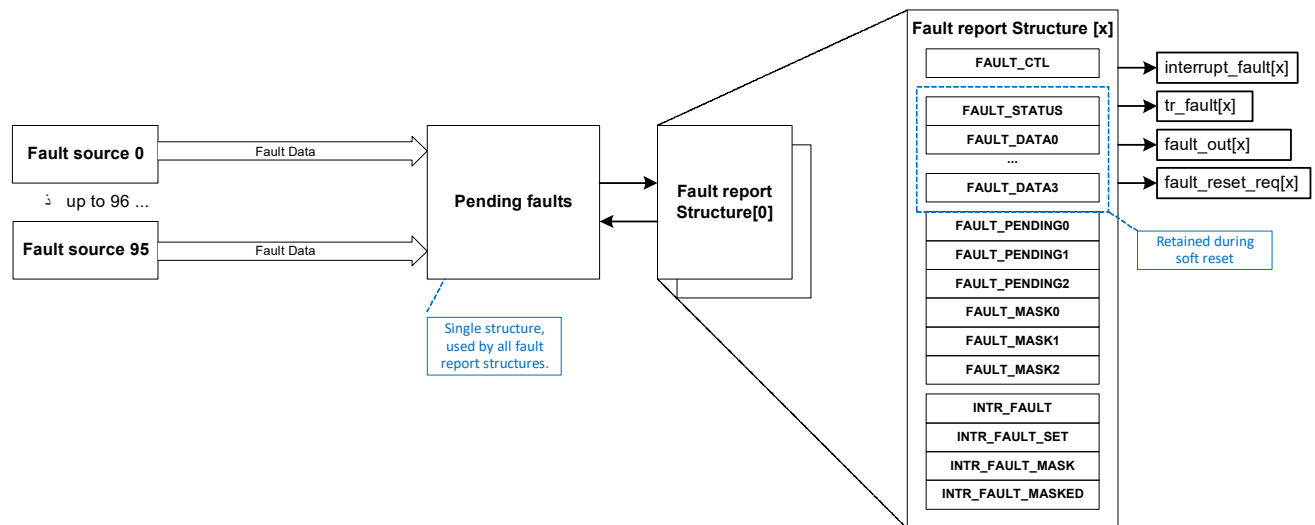 Fault source 0
Fault Data
up to 96 ...
Fault source 95
Fault Data
Pending faults
Single structure,
used by all fault
report structures.
Fault report
Structure[0]
Fault report Structure [x]
FAULT_CTL
FAULT_STATUS
FAULT_DATA0
...
FAULT_DATA3
FAULT_PENDING0
FAULT_PENDING1
FAULT_PENDING2
FAULT_MASK0
FAULT_MASK1
FAULT_MASK2
INTR_FAULT
INTR_FAULT_SET
INTR_FAULT_MASK
INTR_FAULT_MASKED
interrupt_fault[x]
tr_fault[x]
fault_out[x]
fault_reset_req[x]
Retained during
soft reset